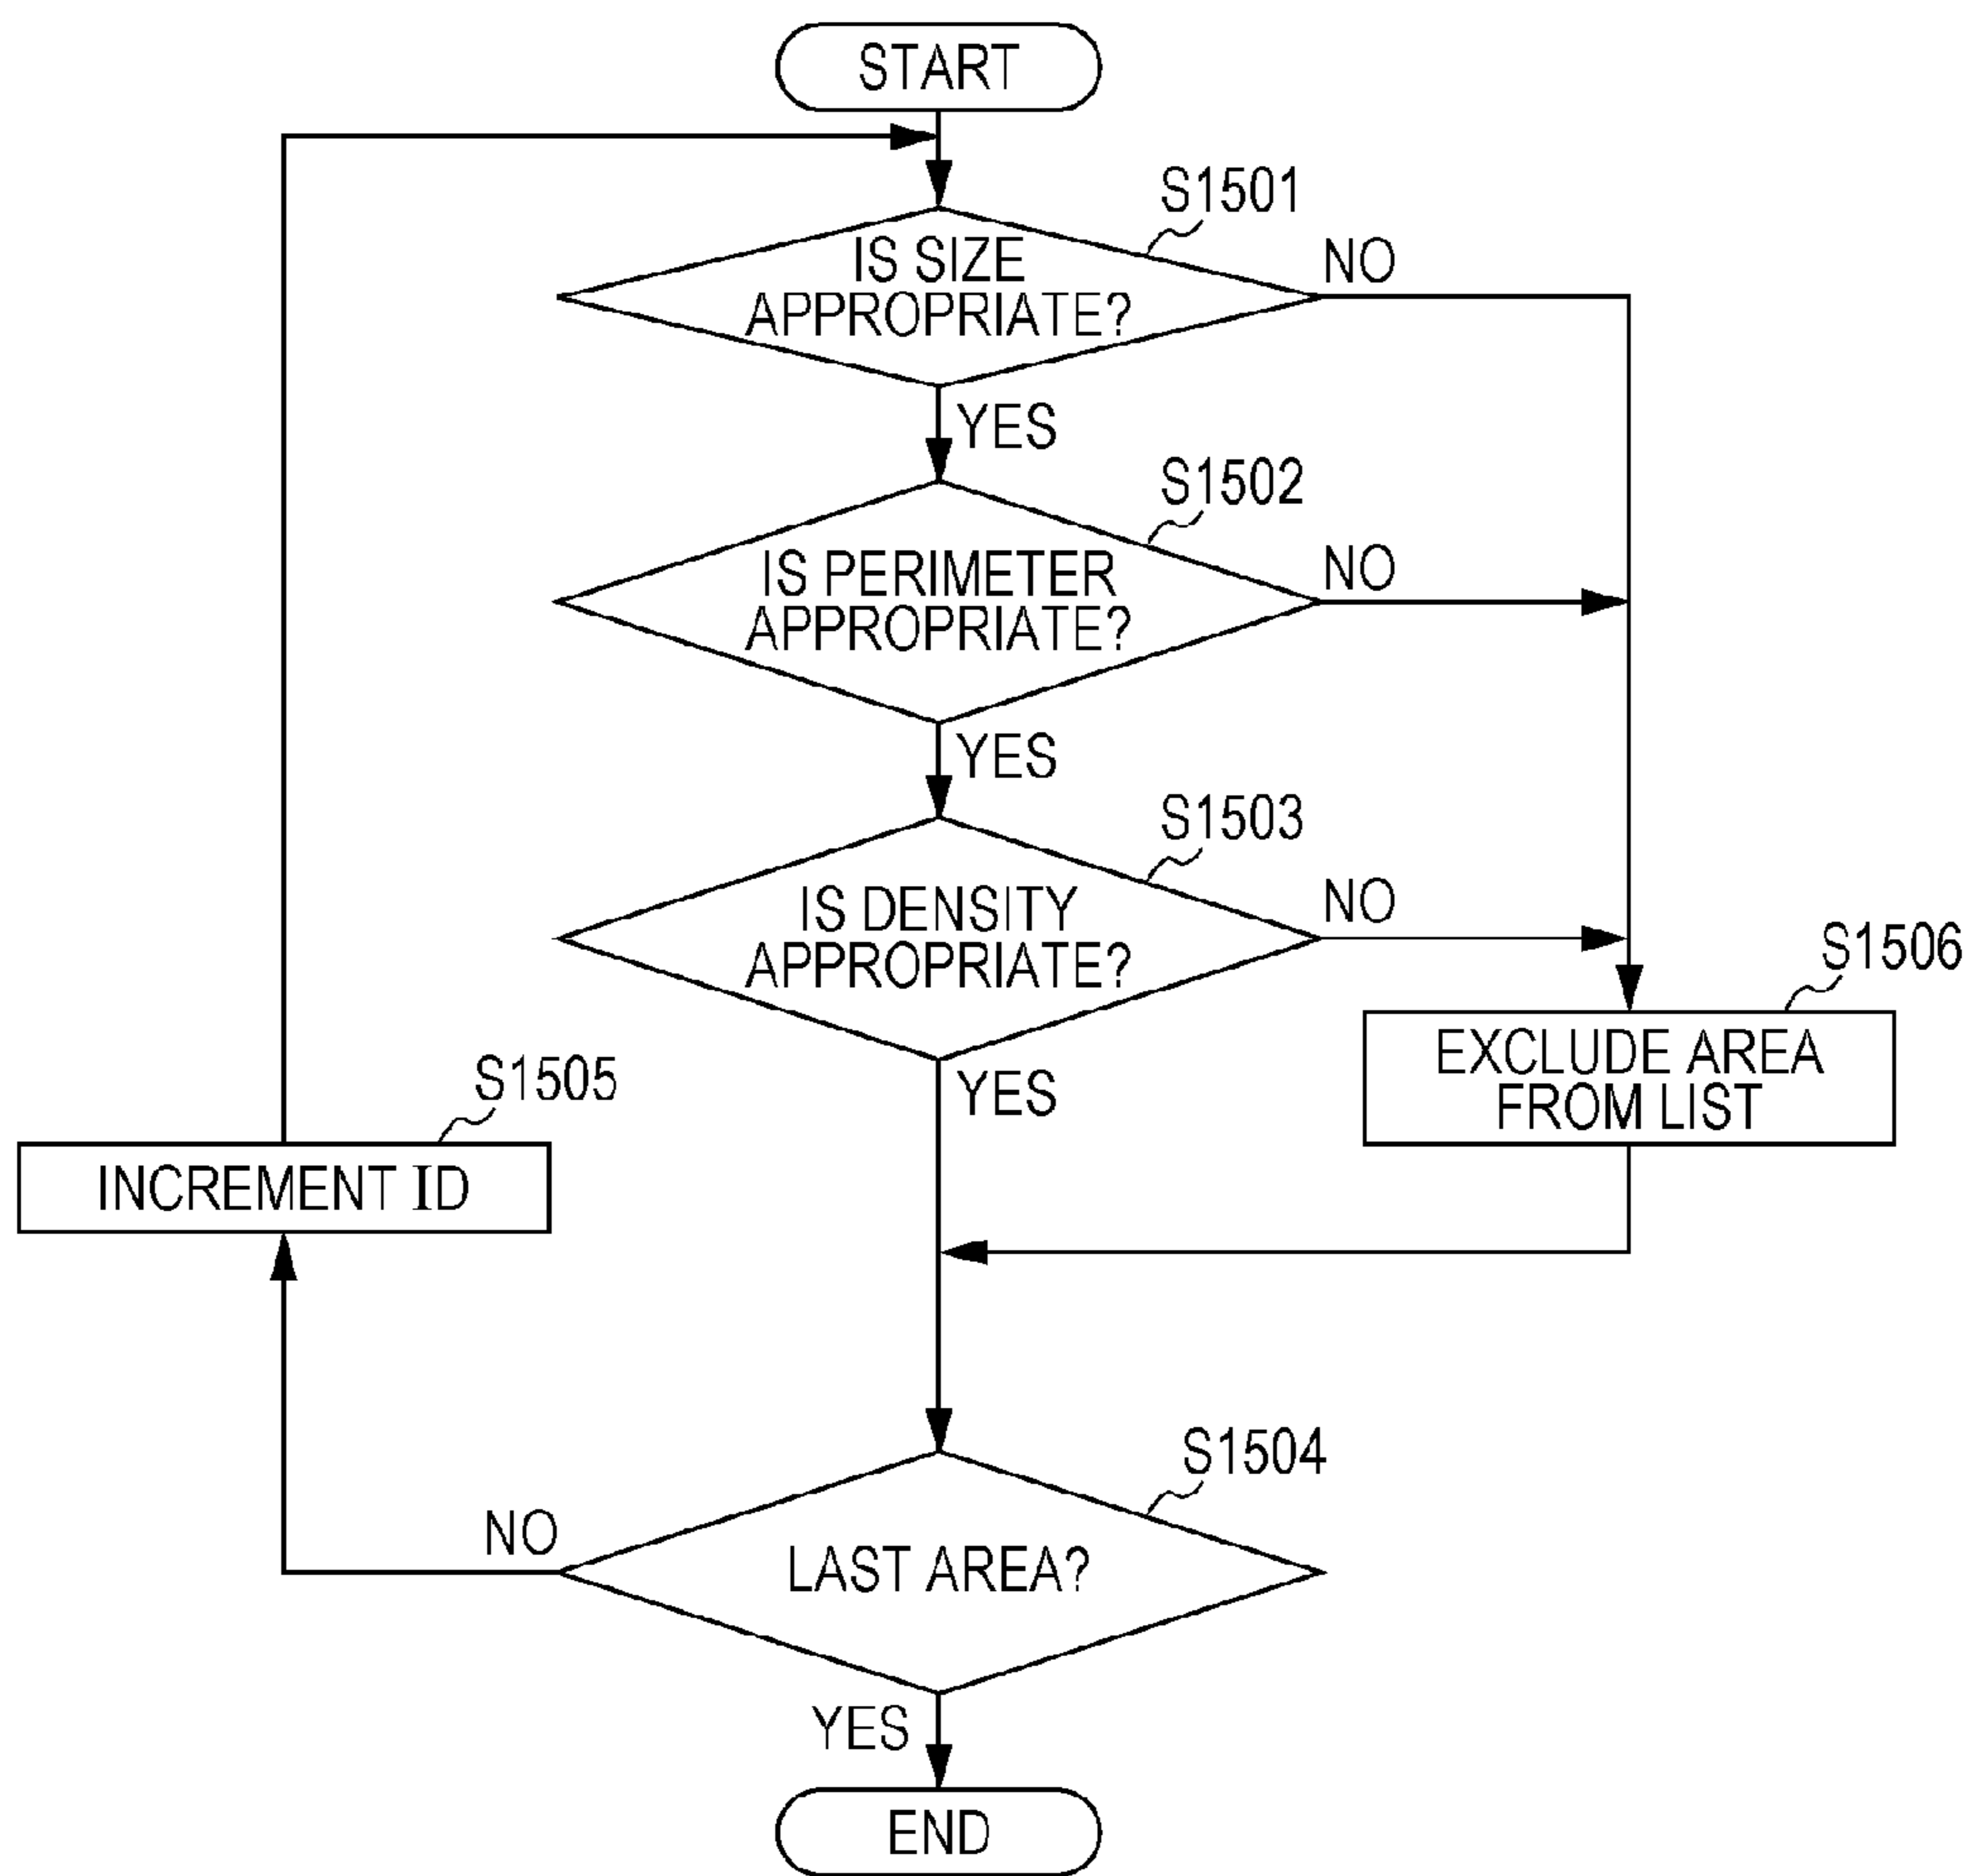 START
S1501
IS SIZE
APPROPRIATE?
NO
YES
S1502
IS PERIMETER
APPROPRIATE?
NO
YES
S1503
IS DENSITY
APPROPRIATE?
NO
YES
S1506
EXCLUDE AREA
FROM LIST
S1505
INCREMENT ID
S1504
LAST AREA?
NO
YES
END